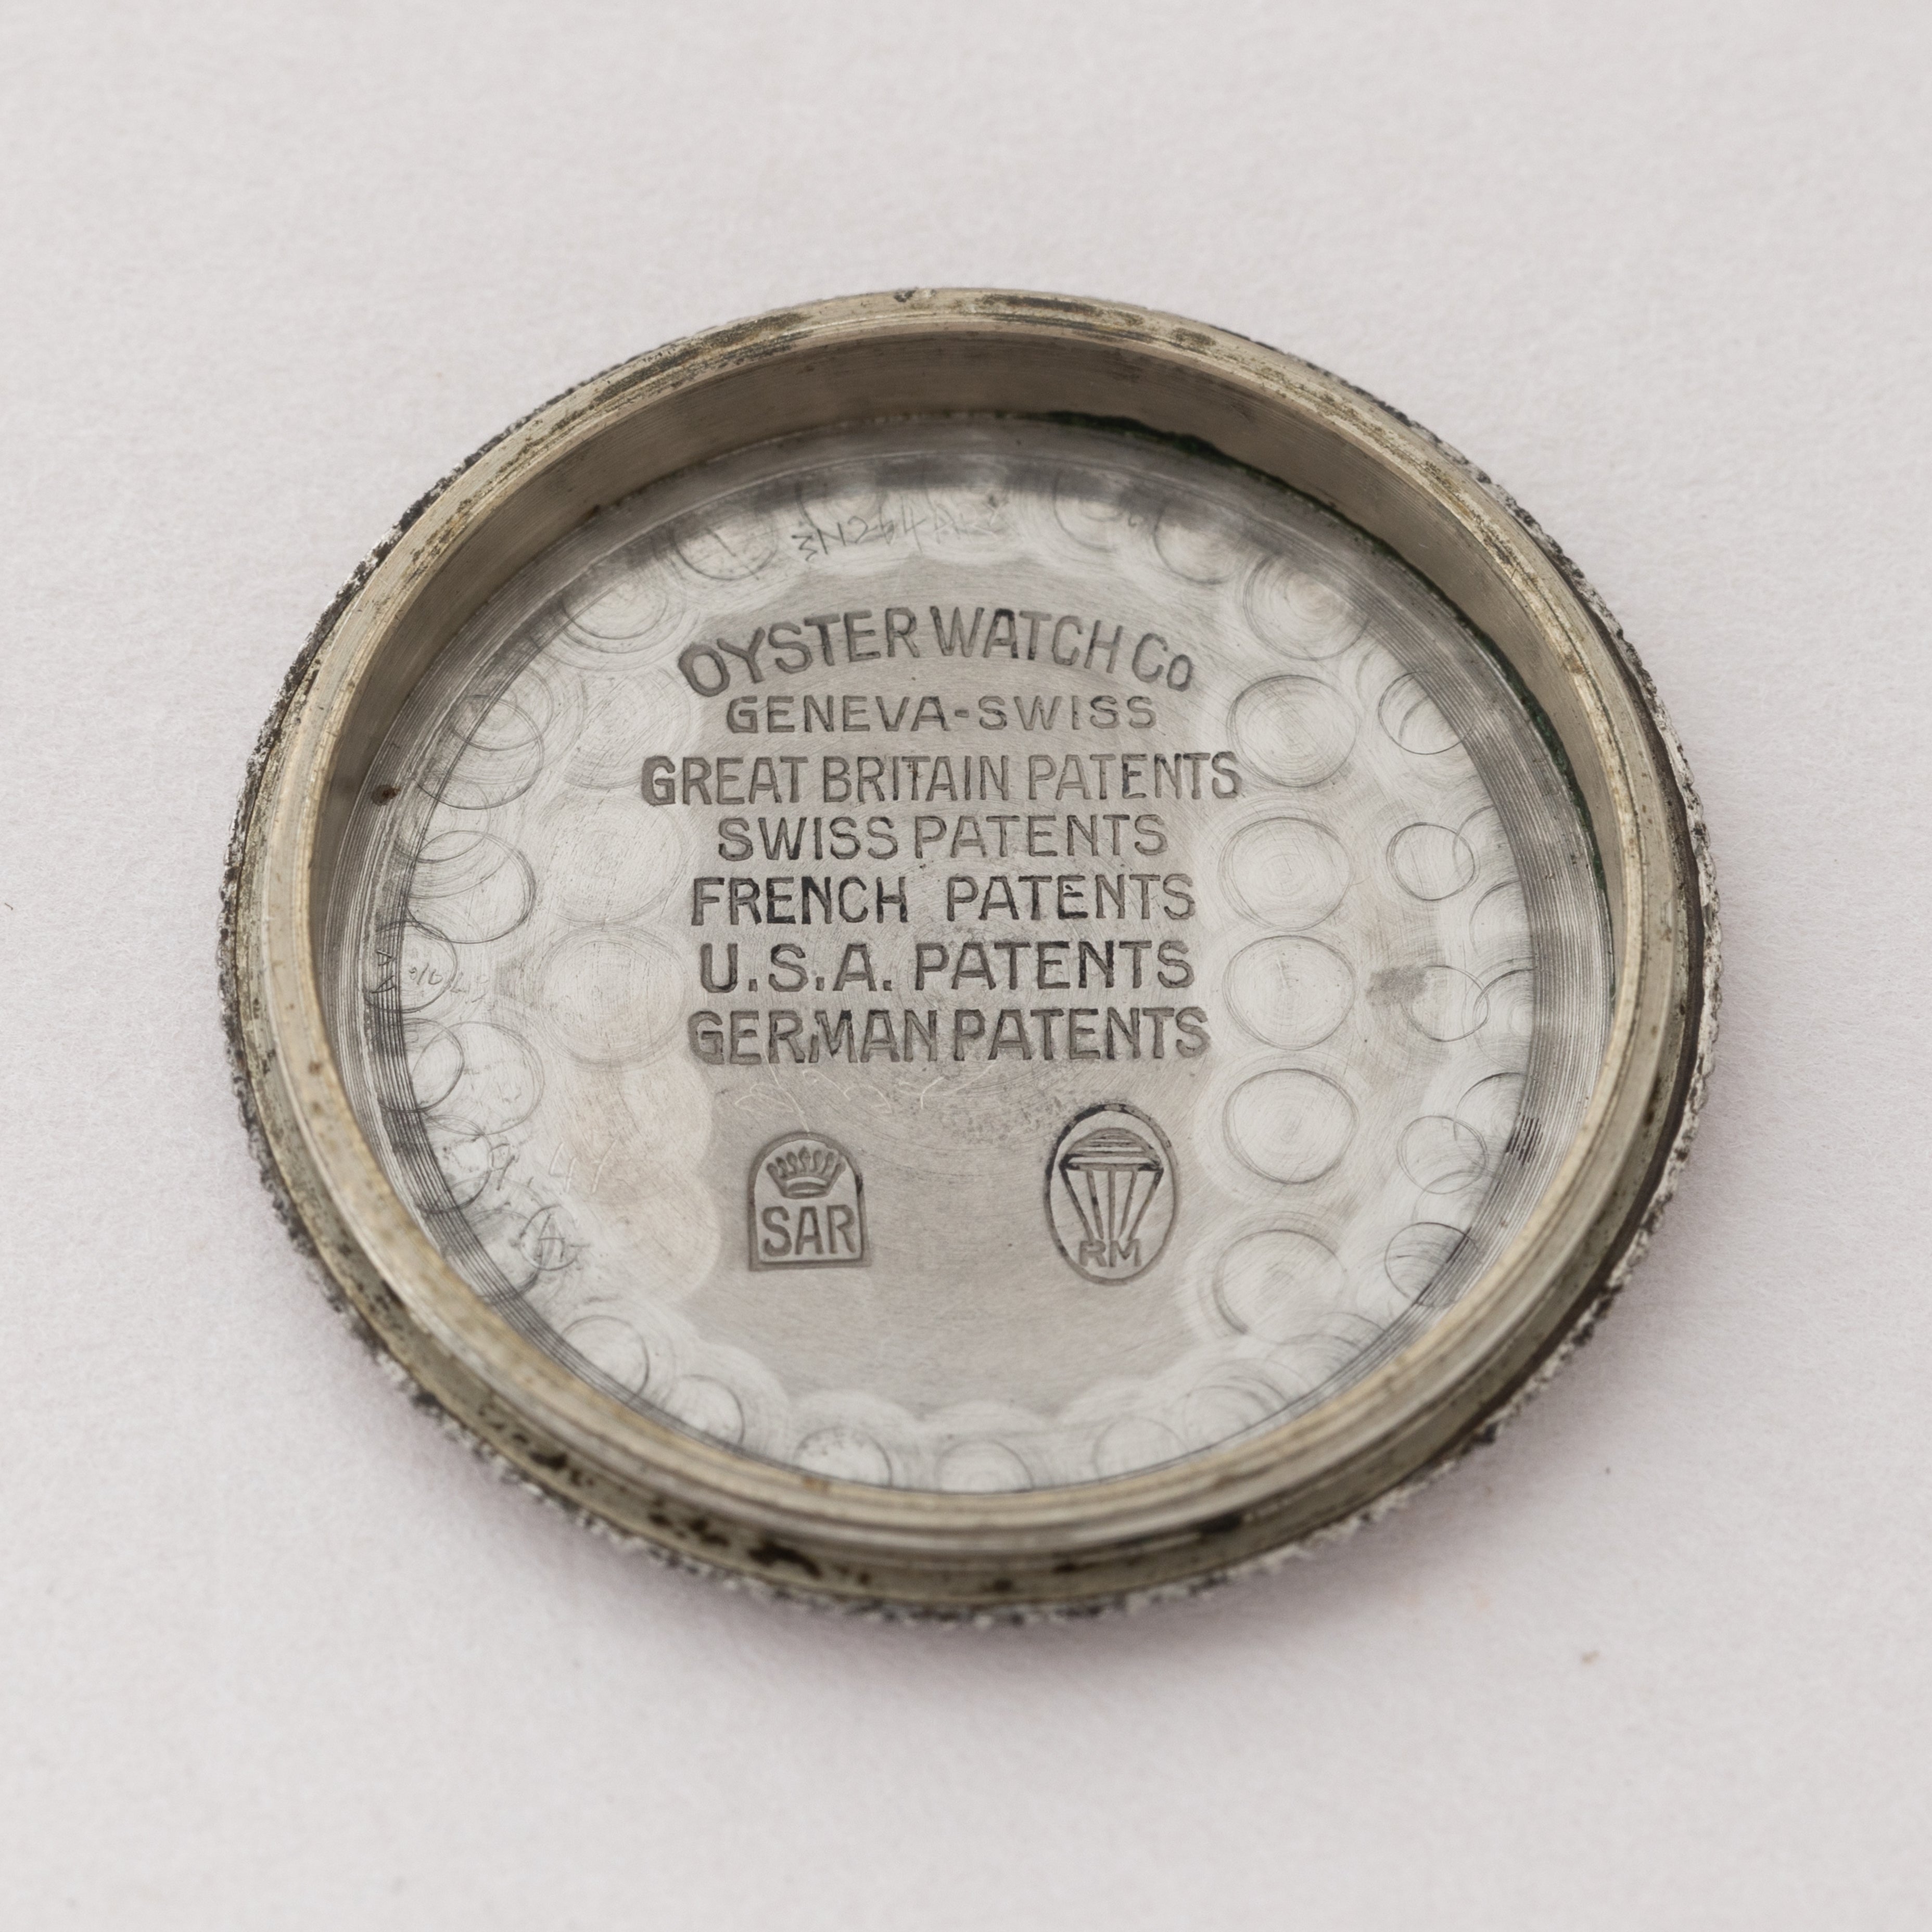 OYSTER WATCH Co
GENEVA-SWISS
GREAT BRITAIN PATENTS
SWISS PATENTS
FRENCH PATENTS
U.S.A. PATENTS
GERMAN PATENTS
SAR
RM